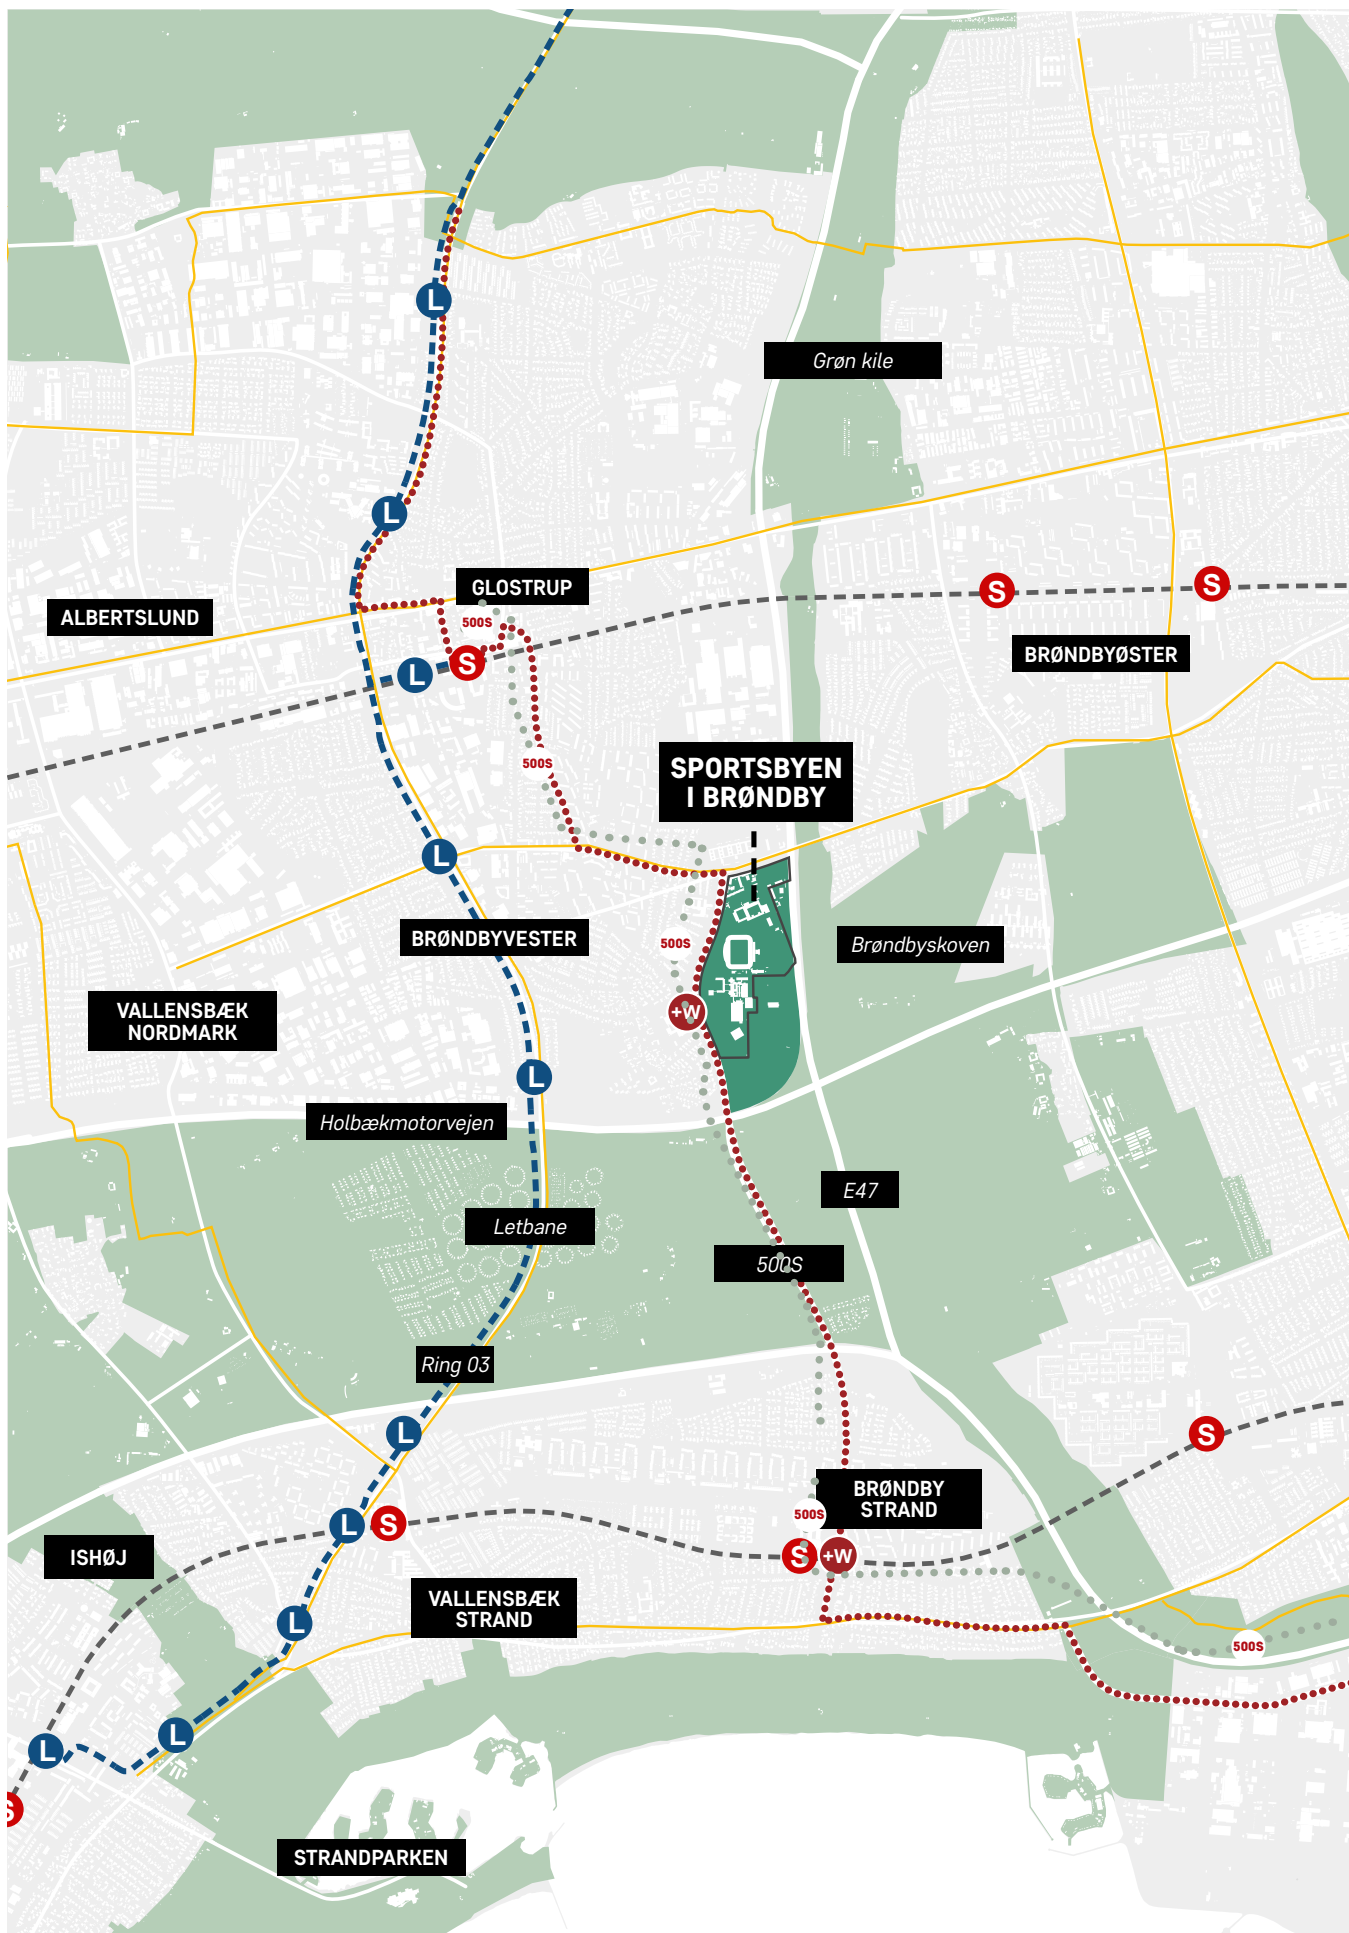 L
Grøn kile
L
GLOSTRUP
S
S
ALBERTSLUND
500S
BRØNDBYØSTER
L
S
SPORTSBYEN
I BRØNDBY
500S
L
BRØNDBYVESTER
500S
Brøndbyskoven
VALLENSBÆK
NORDMARK
+W
L
Holbækmotorvejen
E47
Letbane
500S
Ring 03
L
S
BRØNDBY
STRAND
L
S
500S
ISHØJ
S
+W
VALLENSBÆK
STRAND
L
500S
L
L
S
STRANDPARKEN